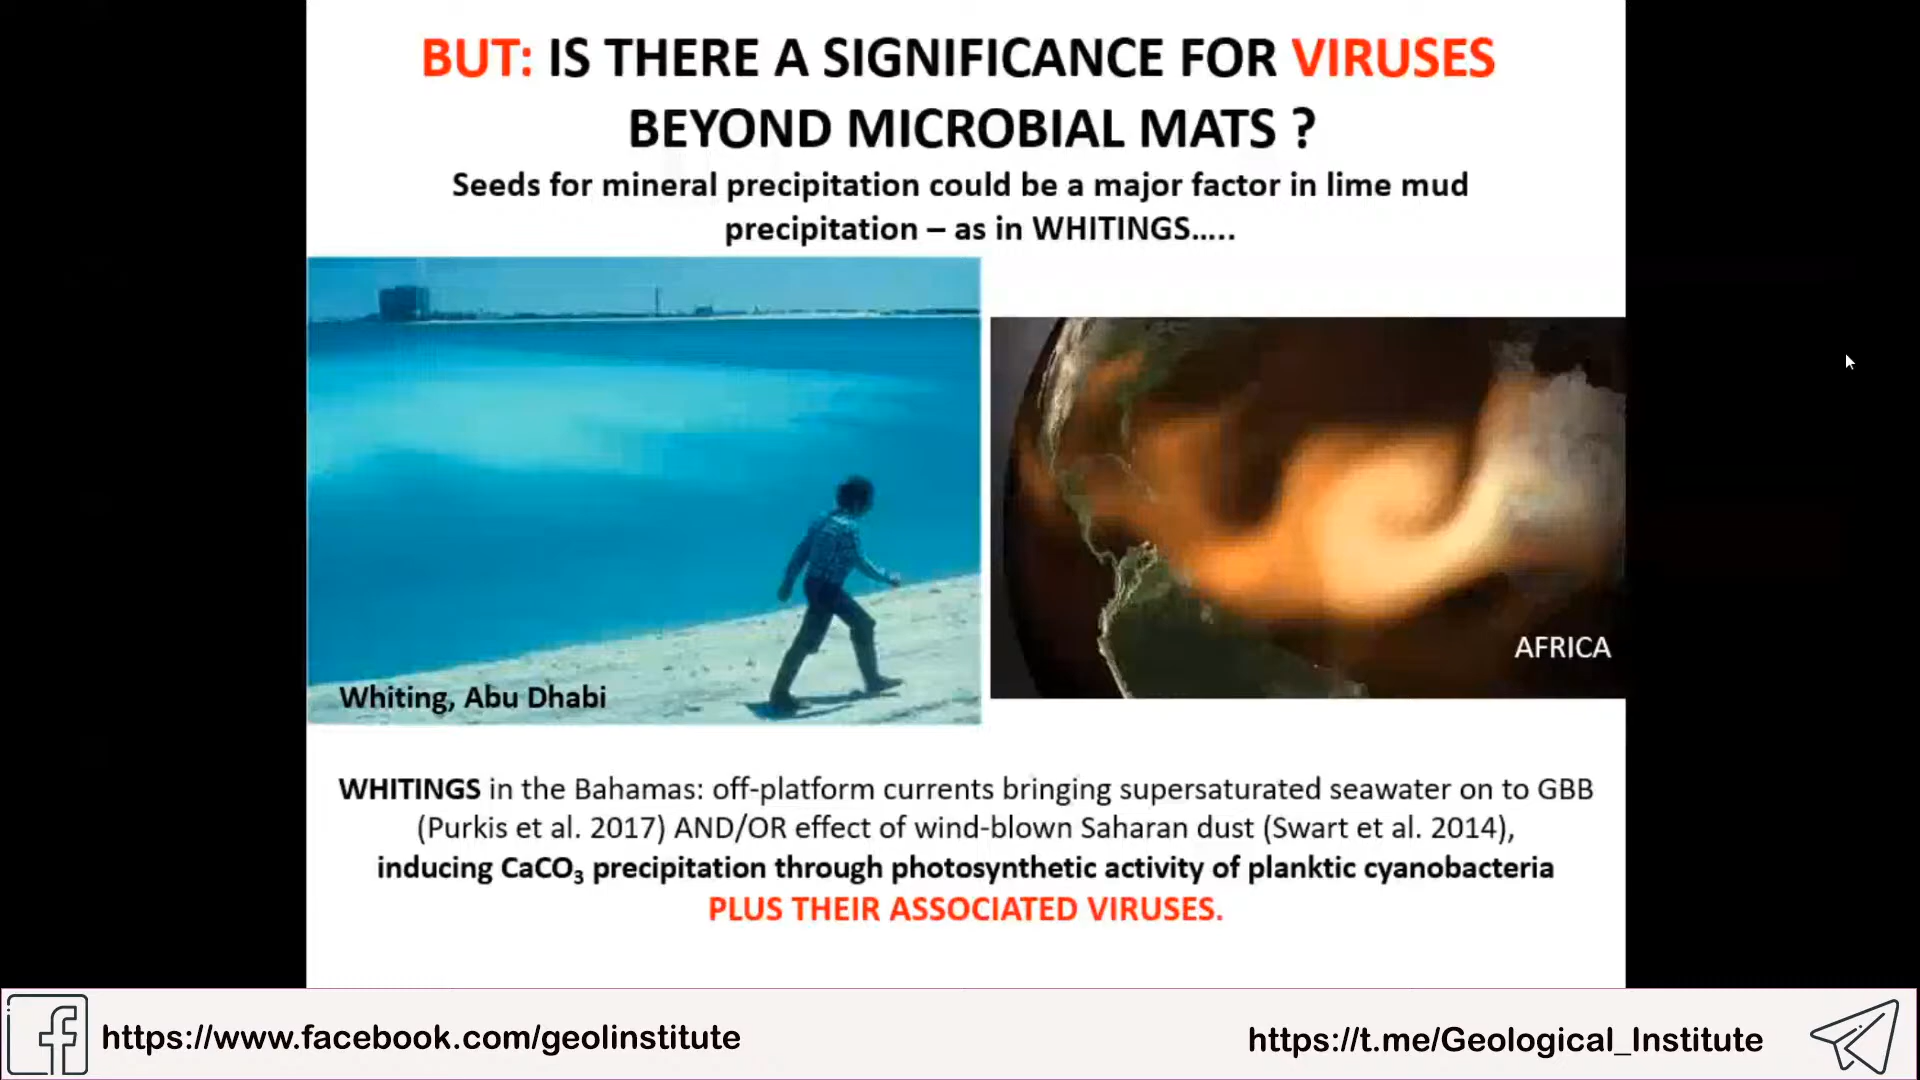 BUT: IS THERE A SIGNIFICANCE FOR VIRUSES
BEYOND MICROBIAL MATS ?
Seeds for mineral precipitation could be a major factor in lime mud
precipitation – as in WHITINGS…..
AFRICA
Whiting, Abu Dhabi
WHITINGS in the Bahamas: off-platform currents bringing supersaturated seawater on to GBB
(Purkis et al. 2017) AND/OR effect of wind-blown Saharan dust (Swart et al. 2014),
inducing CaCO₃ precipitation through photosynthetic activity of planktic cyanobacteria
PLUS THEIR ASSOCIATED VIRUSES.
https://www.facebook.com/geolinstitute
https://t.me/Geological_Institute